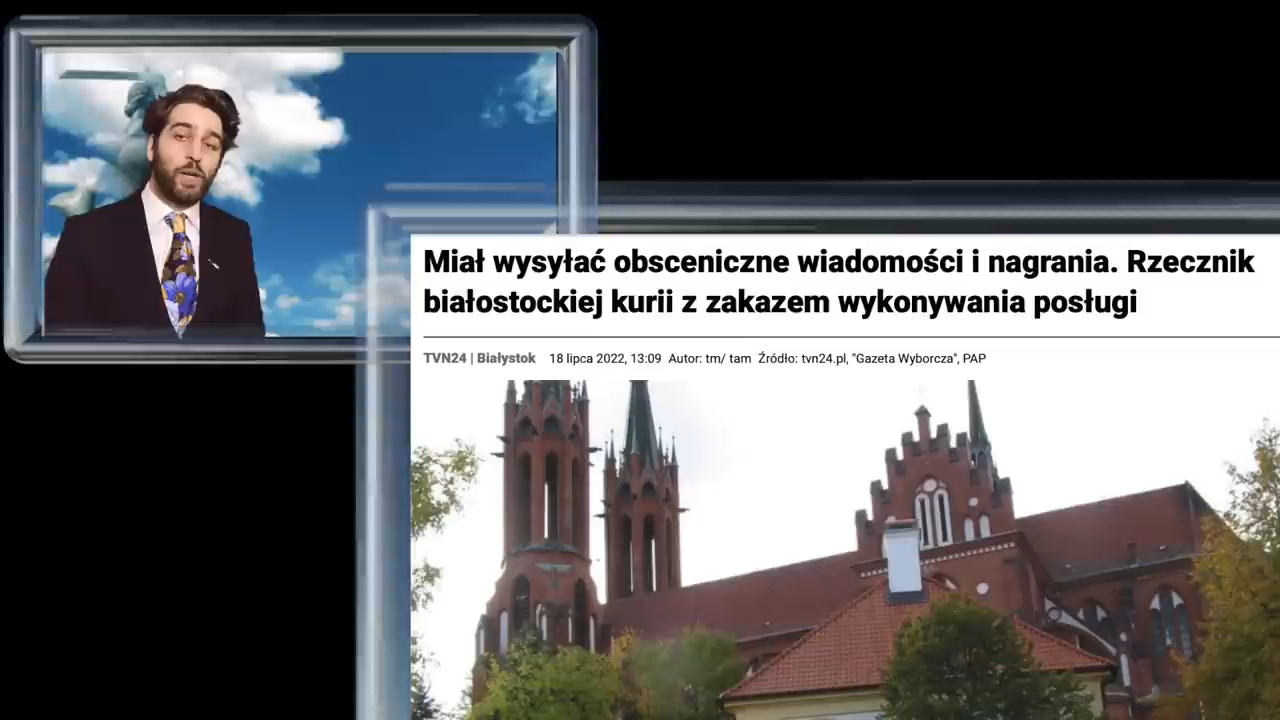 Miał wysyłać obsceniczne wiadomości i nagrania. Rzecznik
białostockiej kurii z zakazem wykonywania posługi
TVN24 | Białystok 18 lipca 2022, 13:09 Autor: tm/ tam Źródło: tvn24.pl, "Gazeta Wyborcza", PAP